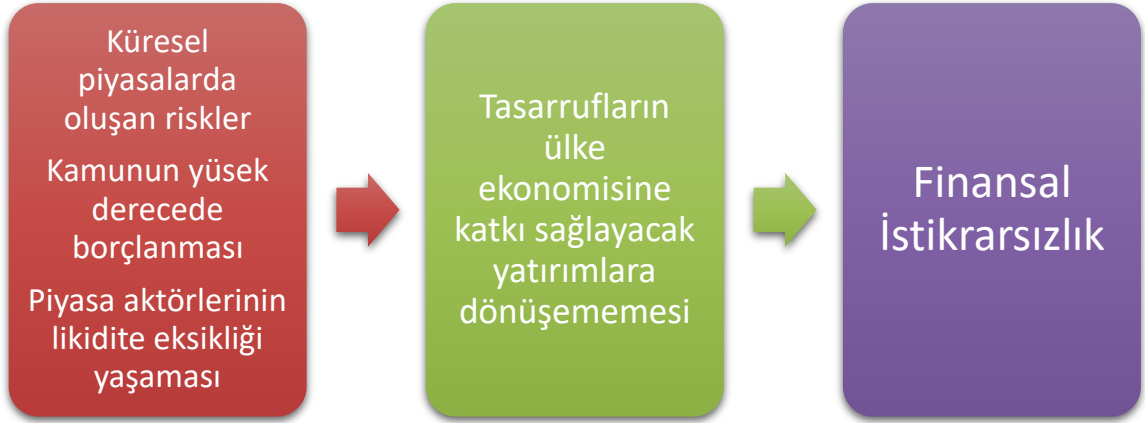 Küresel
piyasalarda
oluşan riskler
Kamunun yüsek
derecede
borçlanması
Piyasa aktörlerinin
likidite eksikliği
yaşaması
Tasarrufların
ülke
ekonomisine
katkı sağlayacak
yatırımlara
dönüşememesi
Finansal
İstikrarsızlık